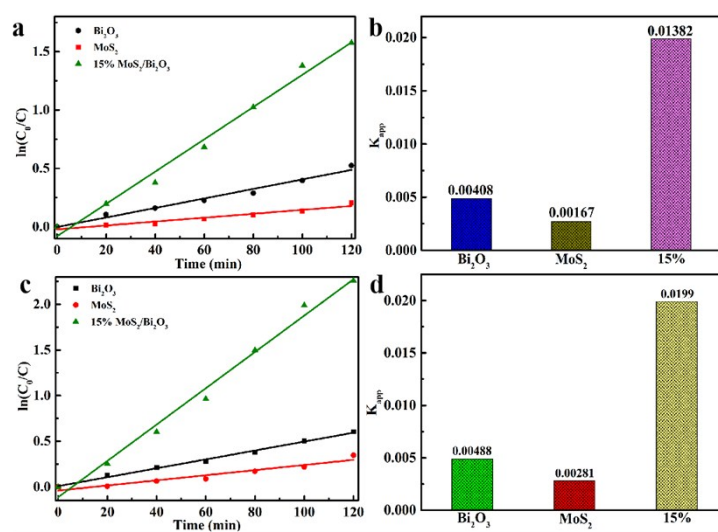 a
Bi₂O₃
MoS₂
15% MoS₂/Bi₂O₃
ln(C₀/C)
1.5
1.0
0.5
0.0
0 20 40 60 80 100 120
Time (min)
b
K_app
0.020
0.015
0.010
0.005
0.000
0.00408
0.00167
0.01382
Bi₂O₃ MoS₂ 15%
c
Bi₂O₃
MoS₂
15% MoS₂/Bi₂O₃
ln(C₀/C)
2.0
1.5
1.0
0.5
0.0
0 20 40 60 80 100 120
Time (min)
d
K_app
0.020
0.015
0.010
0.005
0.000
0.00488
0.00281
0.0199
Bi₂O₃ MoS₂ 15%